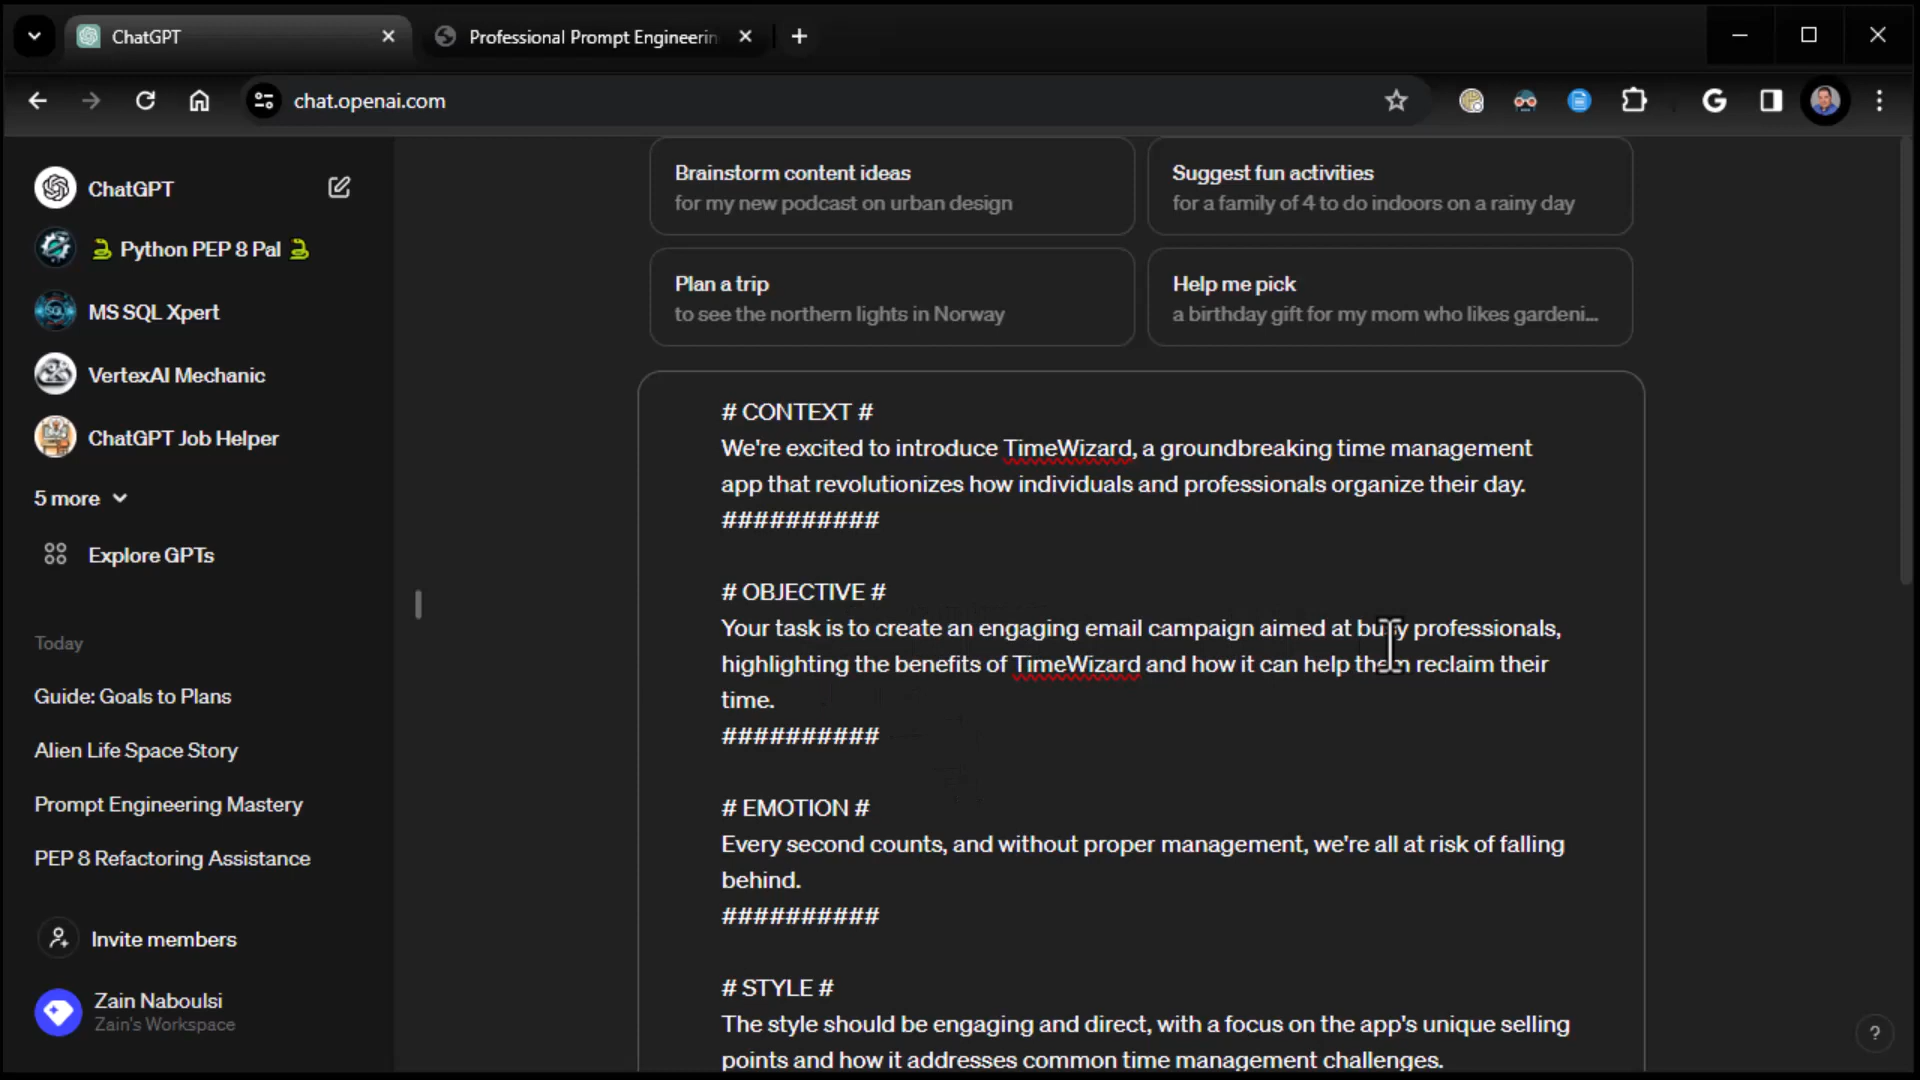 ChatGPT
Professional Prompt Engineerin
chat.openai.com
ChatGPT
Python PEP 8 Pal
MS SQL Xpert
VertexAI Mechanic
ChatGPT Job Helper
5 more
Explore GPTs
Today
Guide: Goals to Plans
Alien Life Space Story
Prompt Engineering Mastery
PEP 8 Refactoring Assistance
Invite members
Zain Naboulsi
Zain's Workspace
Brainstorm content ideas
for my new podcast on urban design
Suggest fun activities
for a family of 4 to do indoors on a rainy day
Plan a trip
to see the northern lights in Norway
Help me pick
a birthday gift for my mom who likes gardeni...
# CONTEXT #
We're excited to introduce TimeWizard, a groundbreaking time management
app that revolutionizes how individuals and professionals organize their day.
##########
# OBJECTIVE #
Your task is to create an engaging email campaign aimed at busy professionals,
highlighting the benefits of TimeWizard and how it can help them reclaim their
time.
##########
# EMOTION #
Every second counts, and without proper management, we're all at risk of falling
behind.
##########
# STYLE #
The style should be engaging and direct, with a focus on the app's unique selling
points and how it addresses common time management challenges.
?